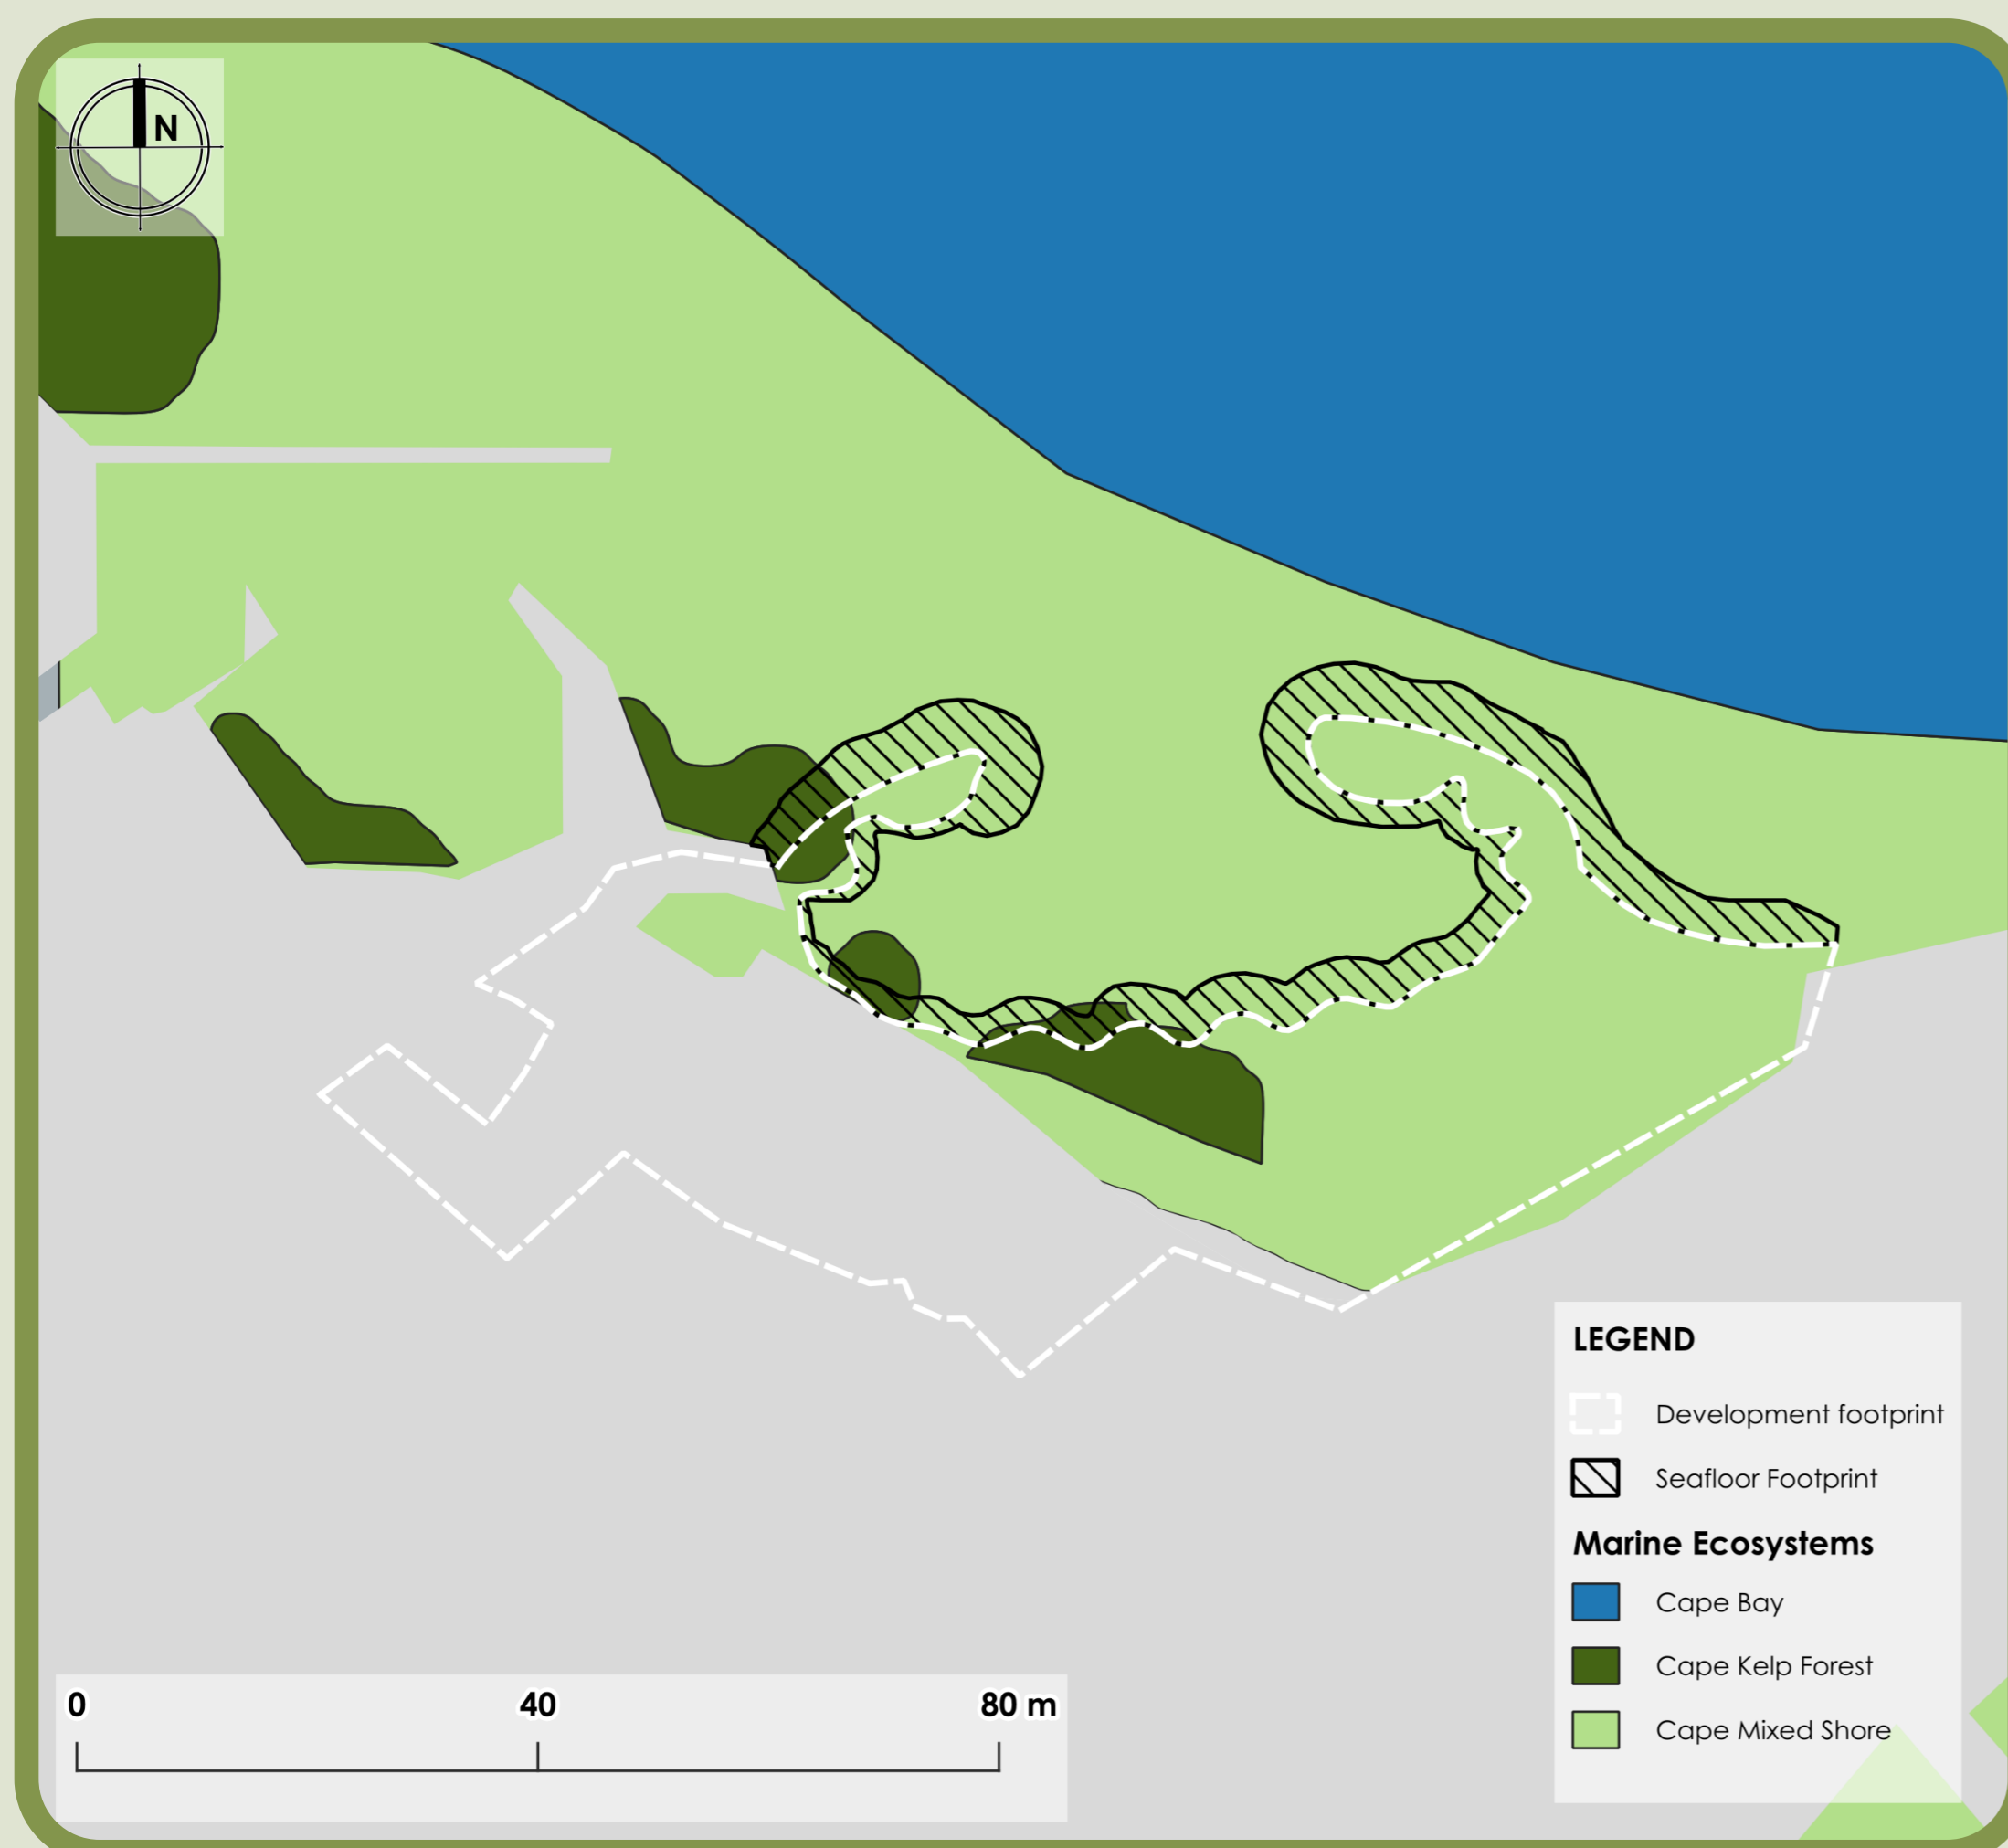 N
LEGEND
Development footprint
Seafloor Footprint
Marine Ecosystems
Cape Bay
Cape Kelp Forest
Cape Mixed Shore
0 40 80 m